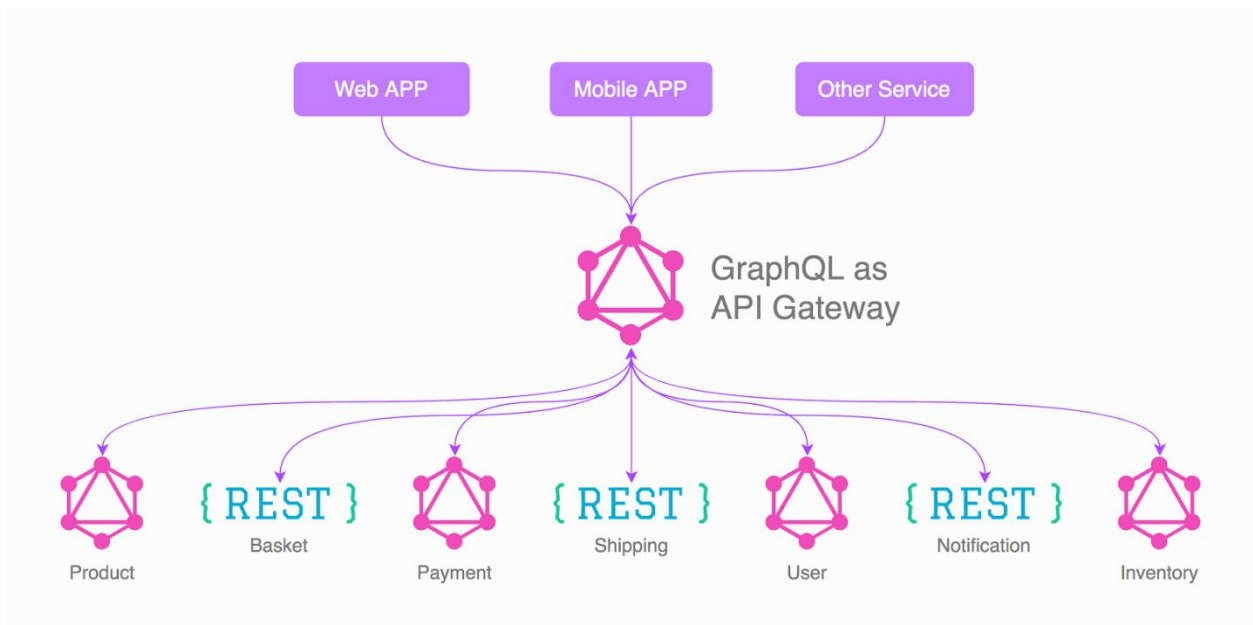 Web APP
Mobile APP
Other Service
GraphQL as
API Gateway
{ REST }
{ REST }
{ REST }
Basket
Shipping
Notification
Product
Payment
User
Inventory